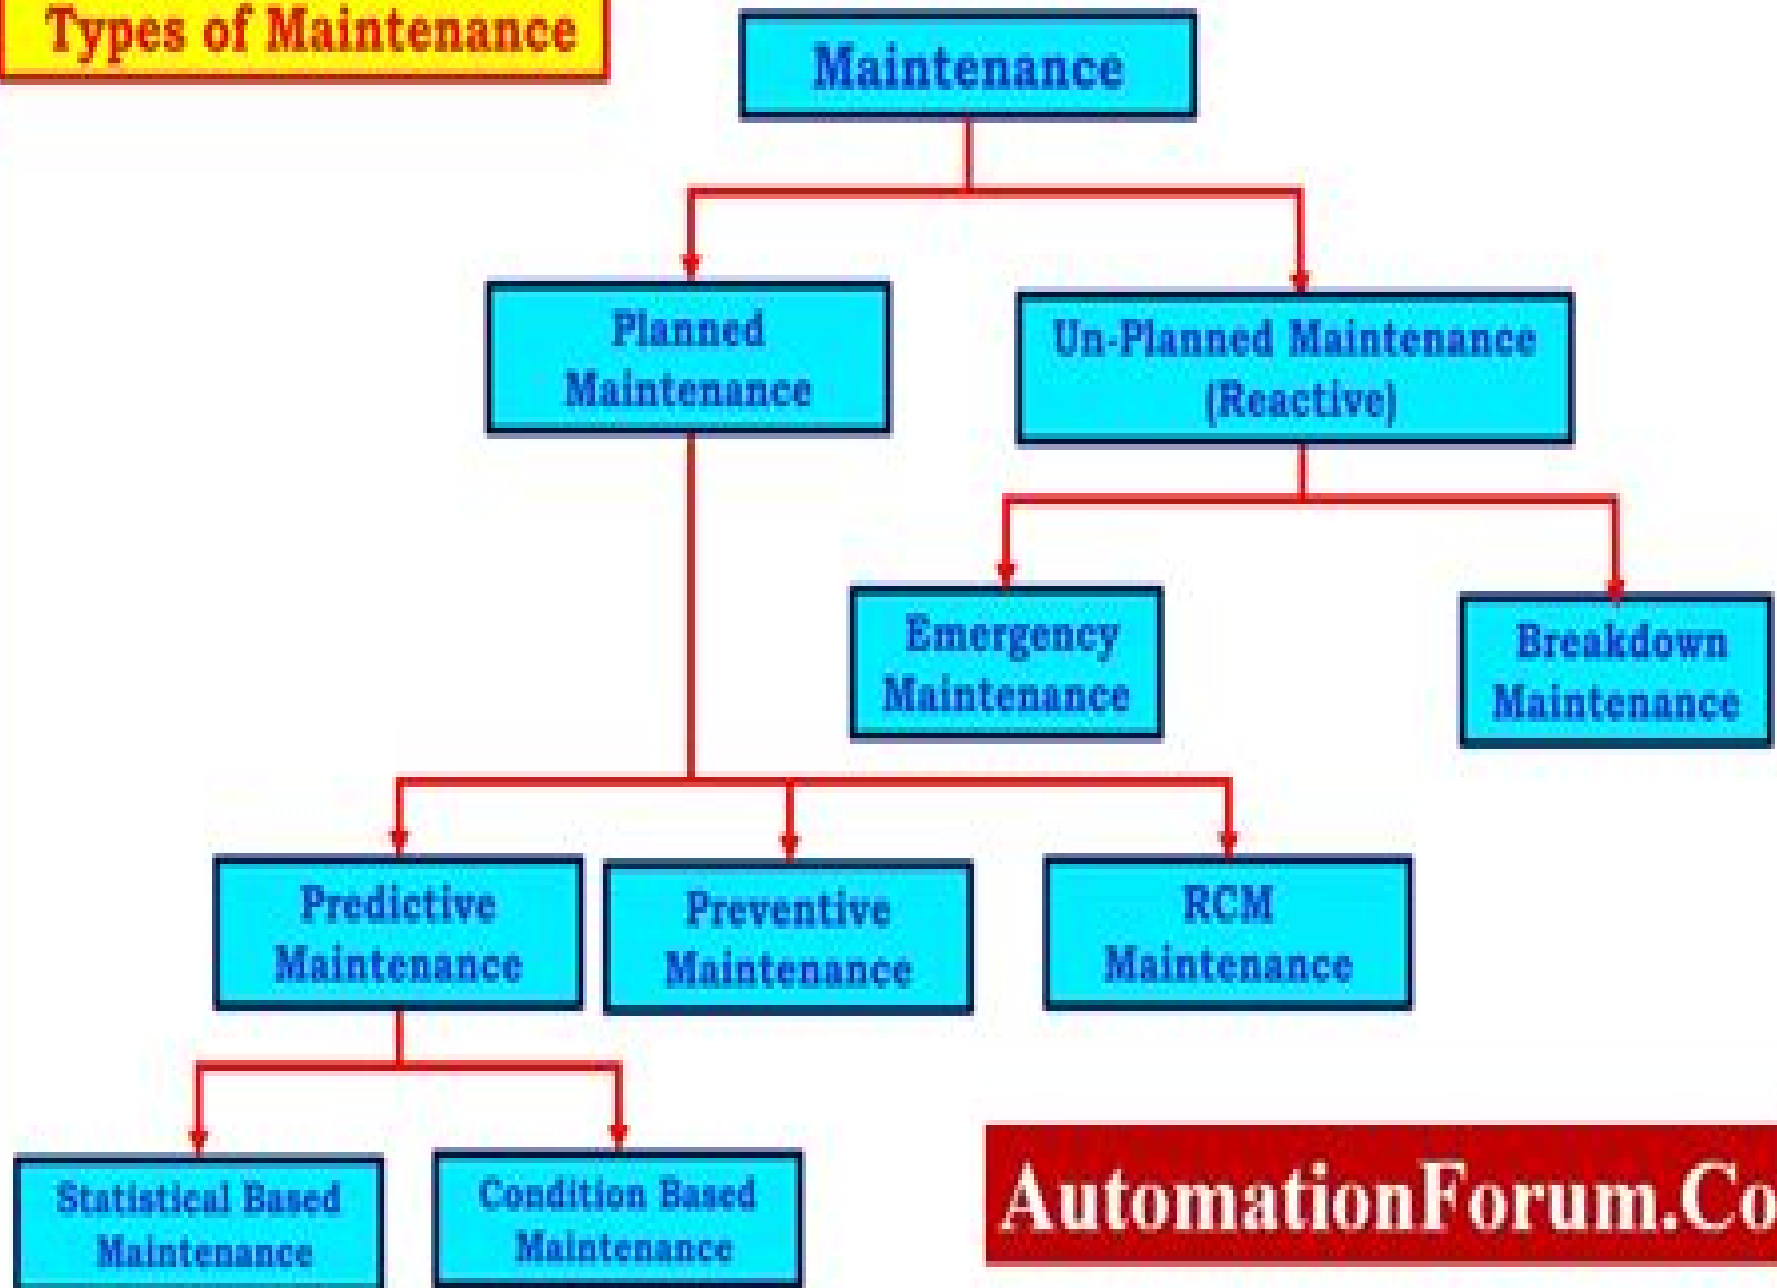 Types of Maintenance
Maintenance
Planned
Maintenance
Un-Planned Maintenance
(Reactive)
Emergency
Maintenance
Breakdown
Maintenance
Predictive
Maintenance
Preventive
Maintenance
RCM
Maintenance
Statistical Based
Maintenance
Condition Based
Maintenance
AutomationForum.Co